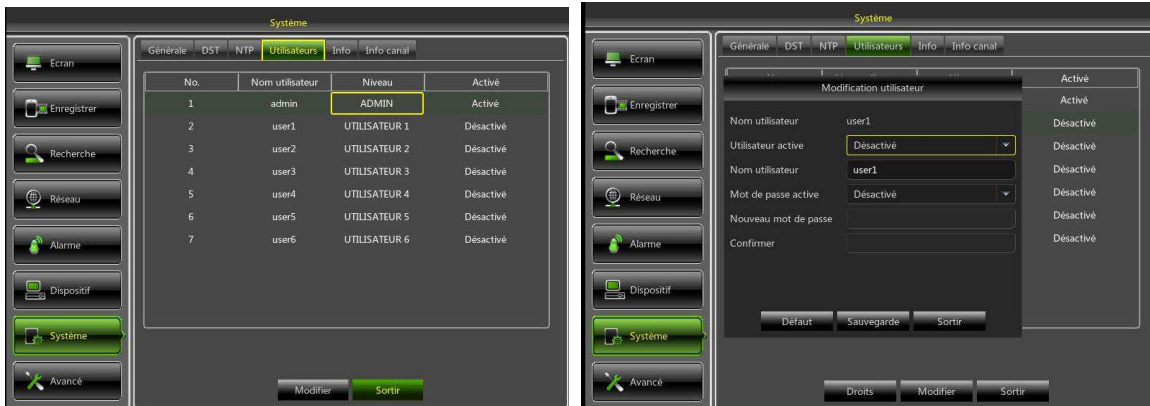 Système
Générale DST NTP Utilisateurs Info Info canal
Ecran
Enregistrer
Recherche
Réseau
Alarme
Dispositif
Système
Avancé
No. Nom utilisateur Niveau Activé
1 admin ADMIN Activé
2 user1 UTILISATEUR 1 Désactivé
3 user2 UTILISATEUR 2 Désactivé
4 user3 UTILISATEUR 3 Désactivé
5 user4 UTILISATEUR 4 Désactivé
6 user5 UTILISATEUR 5 Désactivé
7 user6 UTILISATEUR 6 Désactivé
Modifier Sortir
Système
Générale DST NTP Utilisateurs Info Info canal
Ecran
Enregistrer
Recherche
Réseau
Alarme
Dispositif
Système
Avancé
Activé
Activé
Désactivé
Désactivé
Désactivé
Désactivé
Désactivé
Désactivé
Modification utilisateur
Nom utilisateur user1
Utilisateur active Désactivé
Nom utilisateur user1
Mot de passe active Désactivé
Nouveau mot de passe
Confirmer
Défaut Sauvegarde Sortir
Droits Modifier Sortir